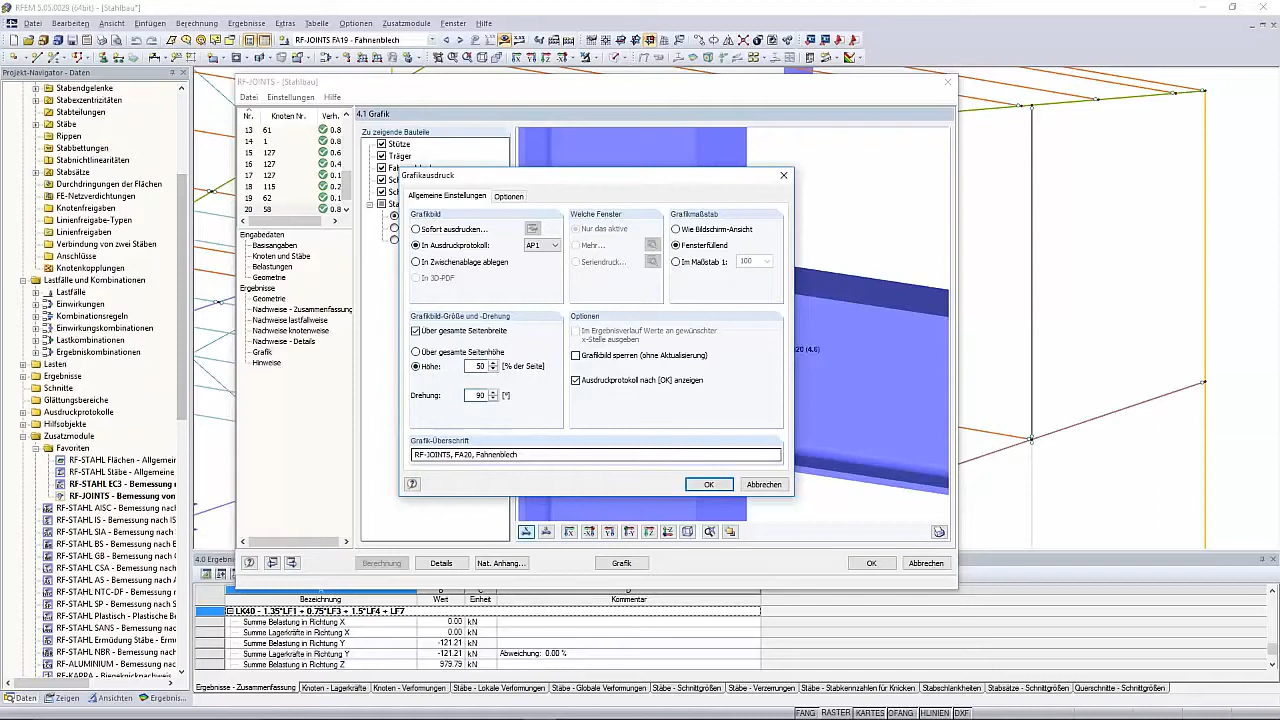 RFEM 5.05.0029 (64bit) - [Stahlbau*]
Datei Bearbeiten Ansicht Einfügen Berechnung Ergebnisse Extras Tabelle Optionen Zusatzmodule Fenster Hilfe
RF-JOINTS FA19 - Fahnenblech
Projekt-Navigator - Daten
Stabendgelenke
Stabexzentrizitäten
Stabteilungen
Stäbe
Rippen
Stabbettungen
Stabnichtlinearitäten
Stabsätze
Durchdringungen der Flächen
FE-Netzverdichtungen
Knotenfreigaben
Linienfreigabe-Typen
Linienfreigaben
Verbindung von zwei Stäben
Anschlüsse
Knotenkopplungen
Lastfälle und Kombinationen
Lastfälle
Einwirkungen
Kombinationsregeln
Einwirkungskombinationen
Lastkombinationen
Ergebniskombinationen
Lasten
Ergebnisse
Schnitte
Glättungsbereiche
Ausdruckprotokolle
Hilfsobjekte
Zusatzmodule
Favoriten
RF-STAHL Flächen - Allgemein
RF-STAHL Stäbe - Allgemeine
RF-STAHL EC3 - Bemessung n
RF-JOINTS - Bemessung von
RF-STAHL AISC - Bemessung nach
RF-STAHL IS - Bemessung nach IS
RF-STAHL SIA - Bemessung nach
RF-STAHL BS - Bemessung nach
RF-STAHL GB - Bemessung nach
RF-STAHL CSA - Bemessung nach
RF-STAHL AS - Bemessung nach
RF-STAHL NTC-DF - Bemessung
RF-STAHL SP - Bemessung nach
RF-STAHL Plastisch - Plastische Be
RF-STAHL SANS - Bemessung nach
RF-STAHL Ermüdung Stäbe - Erm
RF-STAHL NBR - Bemessung nach
RF-ALUMINIUM - Bemessung von
RF-KAPPA - Biegeknicknachweis
Daten Zeigen Ansichten Ergebnis...
RF-JOINTS - [Stahlbau]
Datei Einstellungen Hilfe
Nr. Knoten Nr. Verh.
13 61 0.8
14 1 0.8
15 127 0.6
16 127 0.4
17 127 0.6
18 115 0.2
19 62 0.1
20 58 0.8
Eingabedaten
Basisangaben
Knoten und Stäbe
Belastungen
Geometrie
Ergebnisse
Geometrie
Nachweise - Zusammenfassung
Nachweise lastfallweise
Nachweise knotenweise
Nachweise - Details
Grafik
Hinweise
4.1 Grafik
Zu zeigende Bauteile
Stütze
Träger
20 (4.6)
Berechnung Details Nat. Anhang... Grafik OK Abbrechen
Grafikausdruck
Allgemeine Einstellungen Optionen
Grafikbild
Sofort ausdrucken...
In Ausdruckprotokoll: AP1
In Zwischenablage ablegen
In 3D-PDF
Welche Fenster
Nur das aktive
Mehr...
Seriendruck...
Grafikmaßstab
Wie Bildschirm-Ansicht
Fensterfüllend
Im Maßstab 1: 100
Grafikbild-Größe und -Drehung
Über gesamte Seitenbreite
Über gesamte Seitenhöhe
Höhe: 50 [% der Seite]
Drehung: 90 [°]
Optionen
Im Ergebnisverlauf Werte an gewünschter
x-Stelle ausgeben
Grafikbild sperren (ohne Aktualisierung)
Ausdruckprotokoll nach [OK] anzeigen
Grafik-Überschrift
RF-JOINTS, FA20, Fahnenblech
OK Abbrechen
Bezeichnung Wert Einheit Kommentar
LK40 - 1.35*LF1 + 0.75*LF3 + 1.5*LF4 + LF7
Summe Belastung in Richtung X 0.00 kN
Summe Lagerkräfte in Richtung X 0.00 kN
Summe Belastung in Richtung Y -121.21 kN
Summe Lagerkräfte in Richtung Y -121.21 kN Abweichung: 0.00 %
Summe Belastung in Richtung Z 979.79 kN
Ergebnisse - Zusammenfassung Knoten - Lagerkräfte Knoten - Verformungen Stäbe - Lokale Verformungen Stäbe - Globale Verformungen Stäbe - Schnittgrößen Stäbe - Verzerrungen Stäbe - Stabkennzahlen für Knicken Stabschlankheiten Stabsätze - Schnittgrößen Querschnitte - Schnittgrößen
FANG RASTER KARTES OFANG HLINIEN DXF